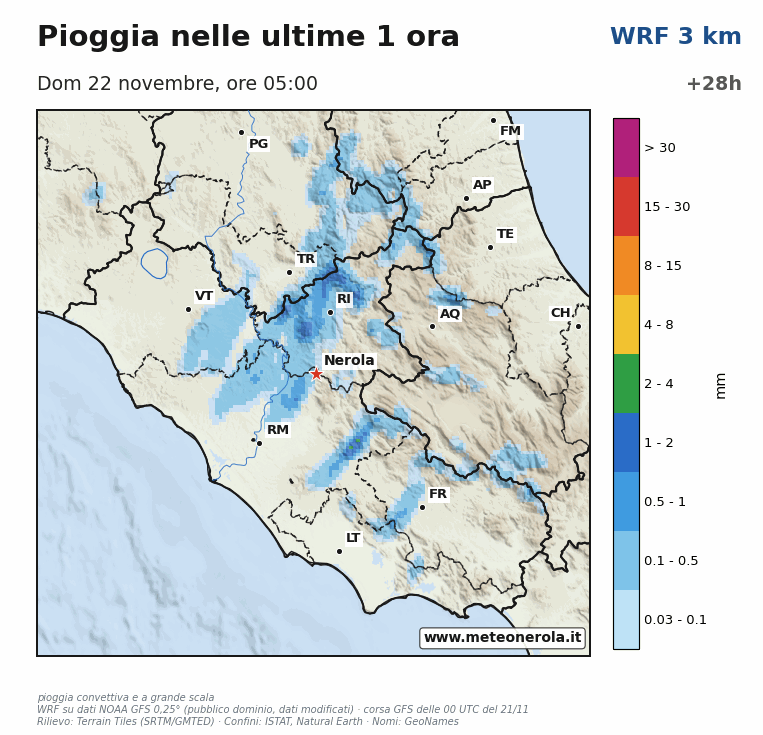 Pioggia nelle ultime 1 ora
WRF 3 km
Dom 22 novembre, ore 05:00
+28h
FM
PG
AP
TE
TR
VT
RI
AQ
CH
Nerola
RM
FR
LT
www.meteonerola.it
> 30
15 - 30
8 - 15
4 - 8
2 - 4
1 - 2
0.5 - 1
0.1 - 0.5
0.03 - 0.1
mm
pioggia convettiva e a grande scala
WRF su dati NOAA GFS 0,25° (pubblico dominio, dati modificati) · corsa GFS delle 00 UTC del 21/11
Rilievo: Terrain Tiles (SRTM/GMTED) · Confini: ISTAT, Natural Earth · Nomi: GeoNames